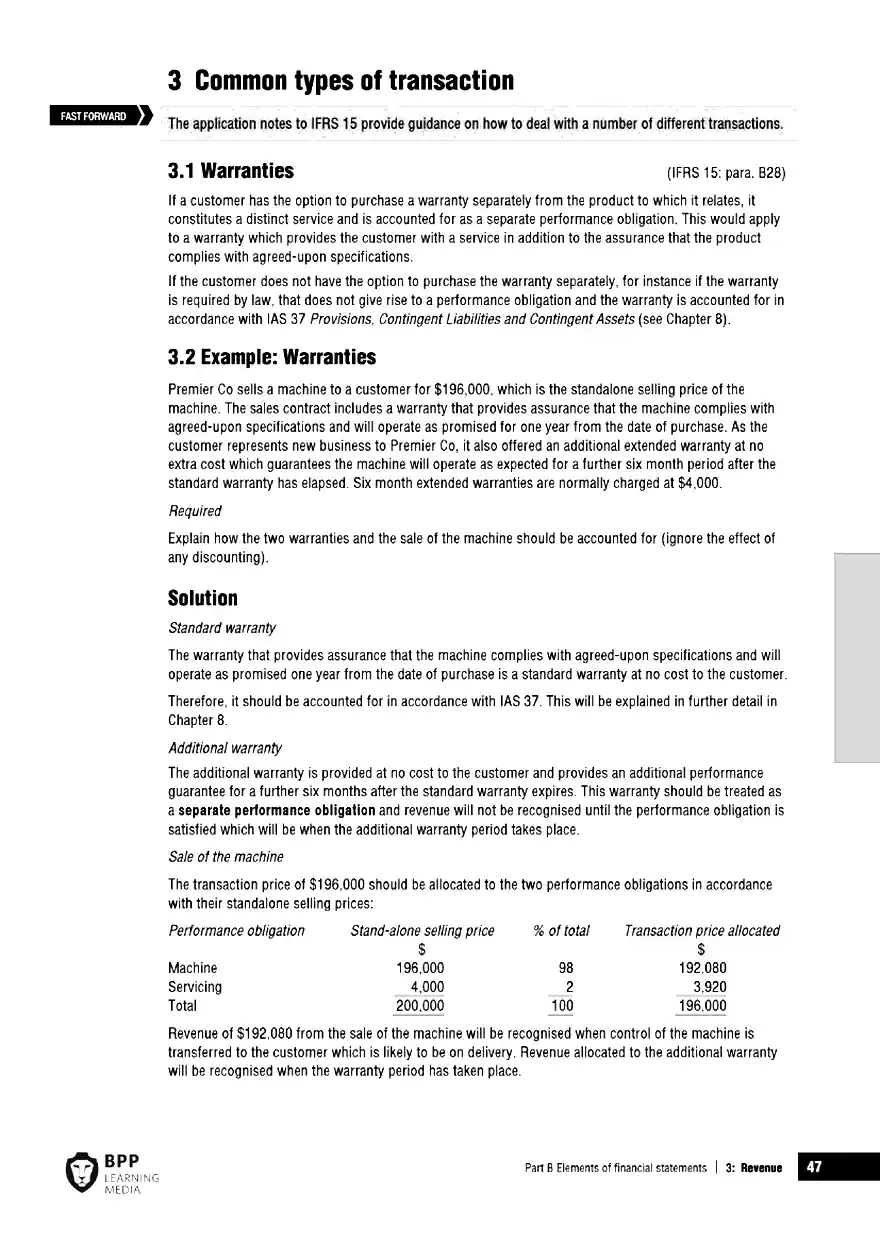 3 Common types of transaction
FAST FORWARD
The application notes to IFRS 15 provide guidance on how to deal with a number of different transactions.
3.1 Warranties (IFRS 15: para. B28)
If a customer has the option to purchase a warranty separately from the product to which it relates, it
constitutes a distinct service and is accounted for as a separate performance obligation. This would apply
to a warranty which provides the customer with a service in addition to the assurance that the product
complies with agreed-upon specifications.
If the customer does not have the option to purchase the warranty separately, for instance if the warranty
is required by law, that does not give rise to a performance obligation and the warranty is accounted for in
accordance with IAS 37 Provisions, Contingent Liabilities and Contingent Assets (see Chapter 8).
3.2 Example: Warranties
Premier Co sells a machine to a customer for $196,000, which is the standalone selling price of the
machine. The sales contract includes a warranty that provides assurance that the machine complies with
agreed-upon specifications and will operate as promised for one year from the date of purchase. As the
customer represents new business to Premier Co, it also offered an additional extended warranty at no
extra cost which guarantees the machine will operate as expected for a further six month period after the
standard warranty has elapsed. Six month extended warranties are normally charged at $4,000.
Required
Explain how the two warranties and the sale of the machine should be accounted for (ignore the effect of
any discounting).
Solution
Standard warranty
The warranty that provides assurance that the machine complies with agreed-upon specifications and will
operate as promised one year from the date of purchase is a standard warranty at no cost to the customer.
Therefore, it should be accounted for in accordance with IAS 37. This will be explained in further detail in
Chapter 8.
Additional warranty
The additional warranty is provided at no cost to the customer and provides an additional performance
guarantee for a further six months after the standard warranty expires. This warranty should be treated as
a separate performance obligation and revenue will not be recognised until the performance obligation is
satisfied which will be when the additional warranty period takes place.
Sale of the machine
The transaction price of $196,000 should be allocated to the two performance obligations in accordance
with their standalone selling prices:
Performance obligation Stand-alone selling price % of total Transaction price allocated
$ $
Machine 196,000 98 192,080
Servicing 4,000 2 3,920
Total 200,000 100 196,000
Revenue of $192,080 from the sale of the machine will be recognised when control of the machine is
transferred to the customer which is likely to be on delivery. Revenue allocated to the additional warranty
will be recognised when the warranty period has taken place.
BPP
LEARNING
MEDIA
Part B Elements of financial statements | 3: Revenue 47